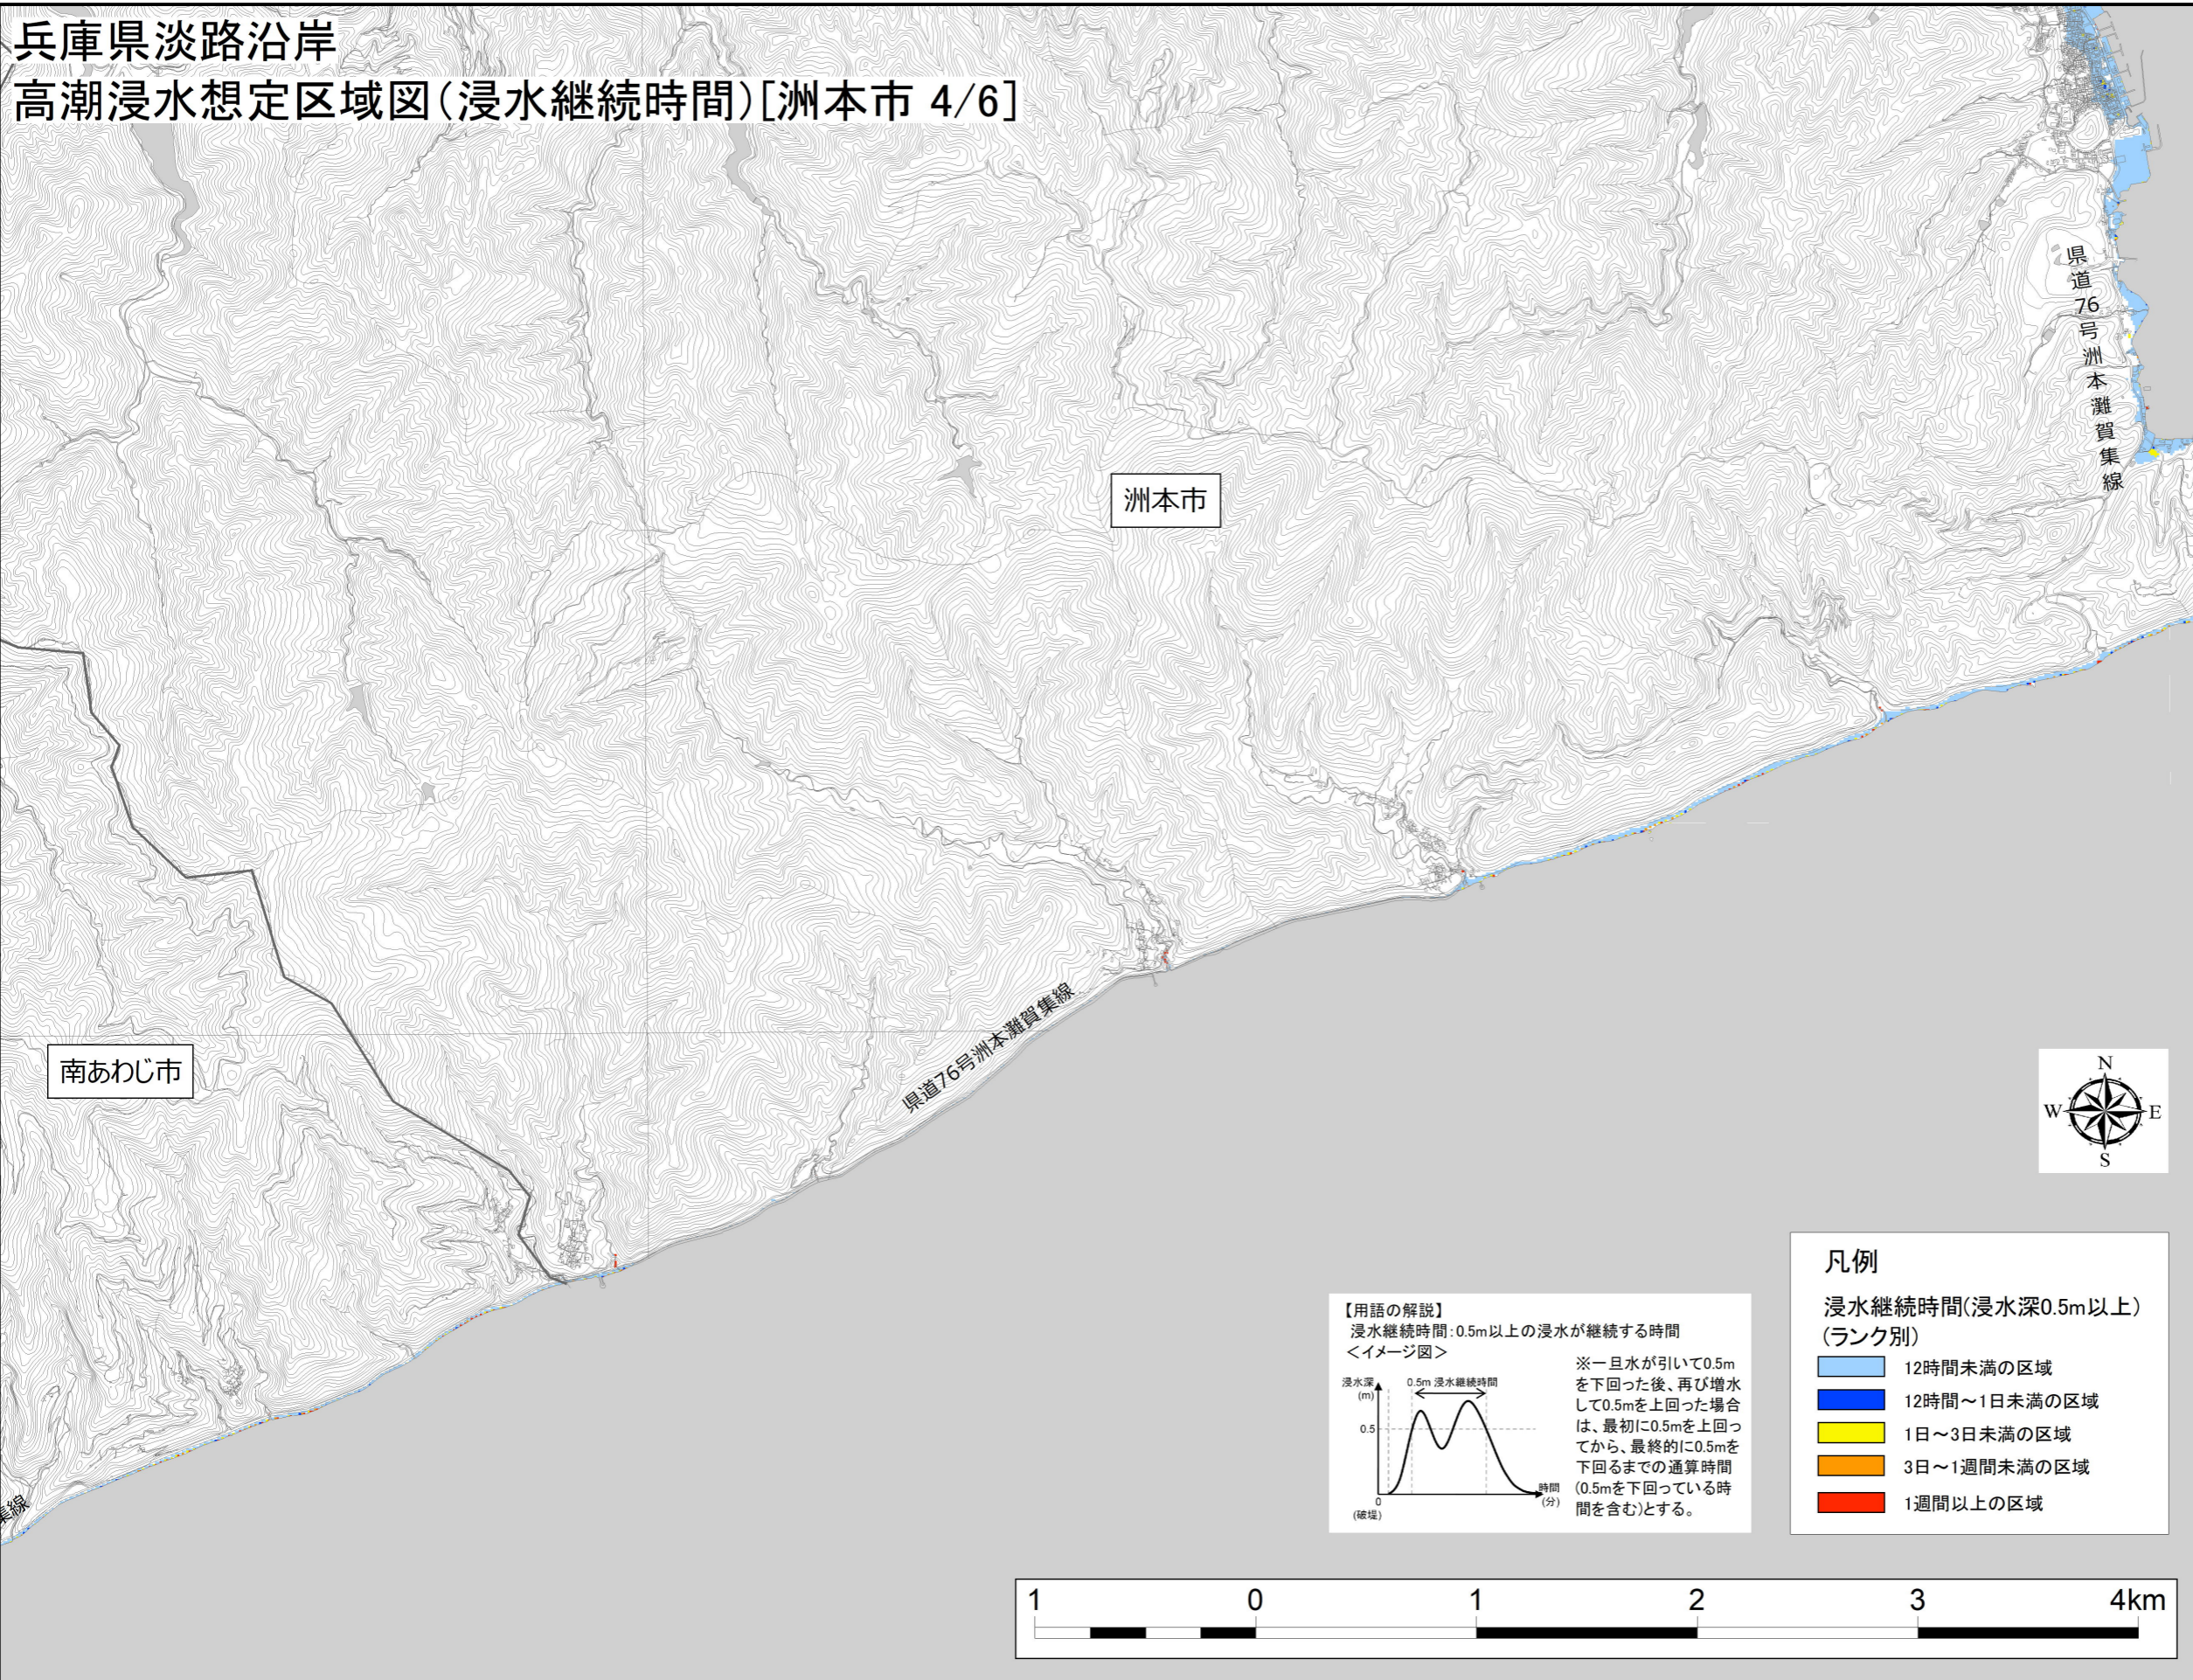 兵庫県淡路沿岸
高潮浸水想定区域図(浸水継続時間)[洲本市 4/6]
県道76号洲本灘賀集線
洲本市
県道76号洲本灘賀集線
南あわじ市
集線
N
W
E
S
【用語の解説】
浸水継続時間:0.5m以上の浸水が継続する時間
<イメージ図>
浸水深
(m)
0.5m 浸水継続時間
0.5
0
(破堤)
時間
(分)
※一旦水が引いて0.5m
を下回った後、再び増水
して0.5mを上回った場合
は、最初に0.5mを上回っ
てから、最終的に0.5mを
下回るまでの通算時間
(0.5mを下回っている時
間を含む)とする。
凡例
浸水継続時間(浸水深0.5m以上)
(ランク別)
12時間未満の区域
12時間～1日未満の区域
1日～3日未満の区域
3日～1週間未満の区域
1週間以上の区域
1 0 1 2 3 4km